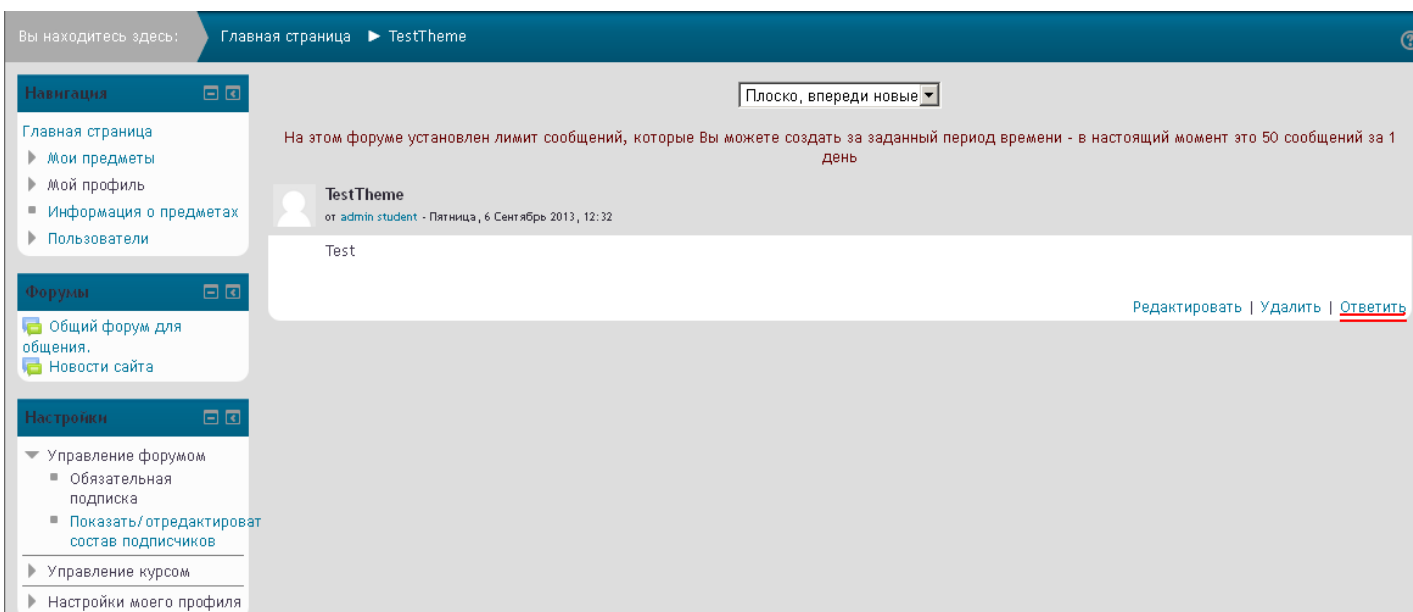 Вы находитесь здесь:
Главная страница ► TestTheme
Навигация
Главная страница
Мои предметы
Мой профиль
Информация о предметах
Пользователи
Форумы
Общий форум для
общения.
Новости сайта
Настройки
Управление форумом
Обязательная
подписка
Показать/отредактироват
состав подписчиков
Управление курсом
Настройки моего профиля
Плоско, впереди новые
На этом форуме установлен лимит сообщений, которые Вы можете создать за заданный период времени - в настоящий момент это 50 сообщений за 1
день
TestTheme
от admin student - Пятница, 6 Сентябрь 2013, 12:32
Test
Редактировать | Удалить | Ответить